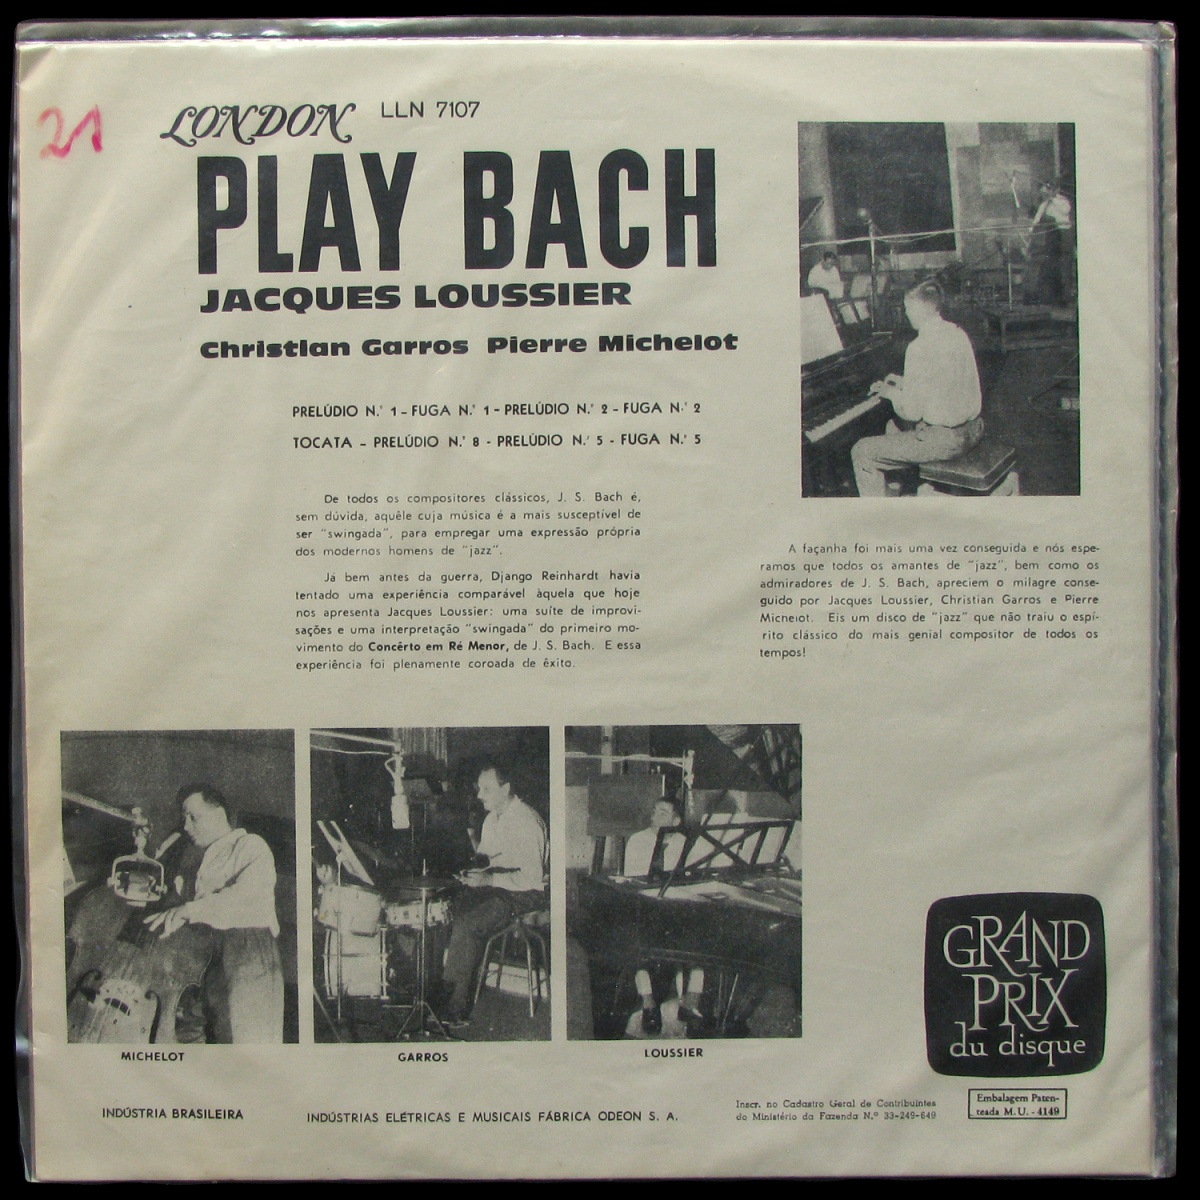 21
LONDON LLN 7107
PLAY BACH
JACQUES LOUSSIER
Christian Garros Pierre Michelot
PRELÚDIO N.º 1 - FUGA N.º 1 - PRELÚDIO N.º 2 - FUGA N.º 2
TOCATA - PRELÚDIO N.º 8 - PRELÚDIO N.º 5 - FUGA N.º 5
De todos os compositores clássicos, J. S. Bach é,
sem dúvida, aquêle cuja música é a mais susceptível de
ser "swingada", para empregar uma expressão própria
dos modernos homens de "jazz".
Já bem antes da guerra, Django Reinhardt havia
tentado uma experiência comparável àquela que hoje
nos apresenta Jacques Loussier: uma suíte de improvi-
sações e uma interpretação "swingada" do primeiro mo-
vimento do Concêrto em Ré Menor, de J. S. Bach. E essa
experiência foi plenamente coroada de êxito.
A façanha foi mais uma vez conseguida e nós espe-
ramos que todos os amantes de "jazz", bem como os
admiradores de J. S. Bach, apreciem o milagre conse-
guido por Jacques Loussier, Christian Garros e Pierre
Michelot. Eis um disco de "jazz" que não traiu o espí-
rito clássico do mais genial compositor de todos os
tempos!
MICHELOT
GARROS
LOUSSIER
GRAND
PRIX
du disque
INDÚSTRIA BRASILEIRA
INDÚSTRIAS ELÉTRICAS E MUSICAIS FÁBRICA ODEON S. A.
Inscr. no Cadastro Geral de Contribuintes
do Ministério da Fazenda N.º 33-249-649
Embalagem Paten-
teada M. U. - 4149